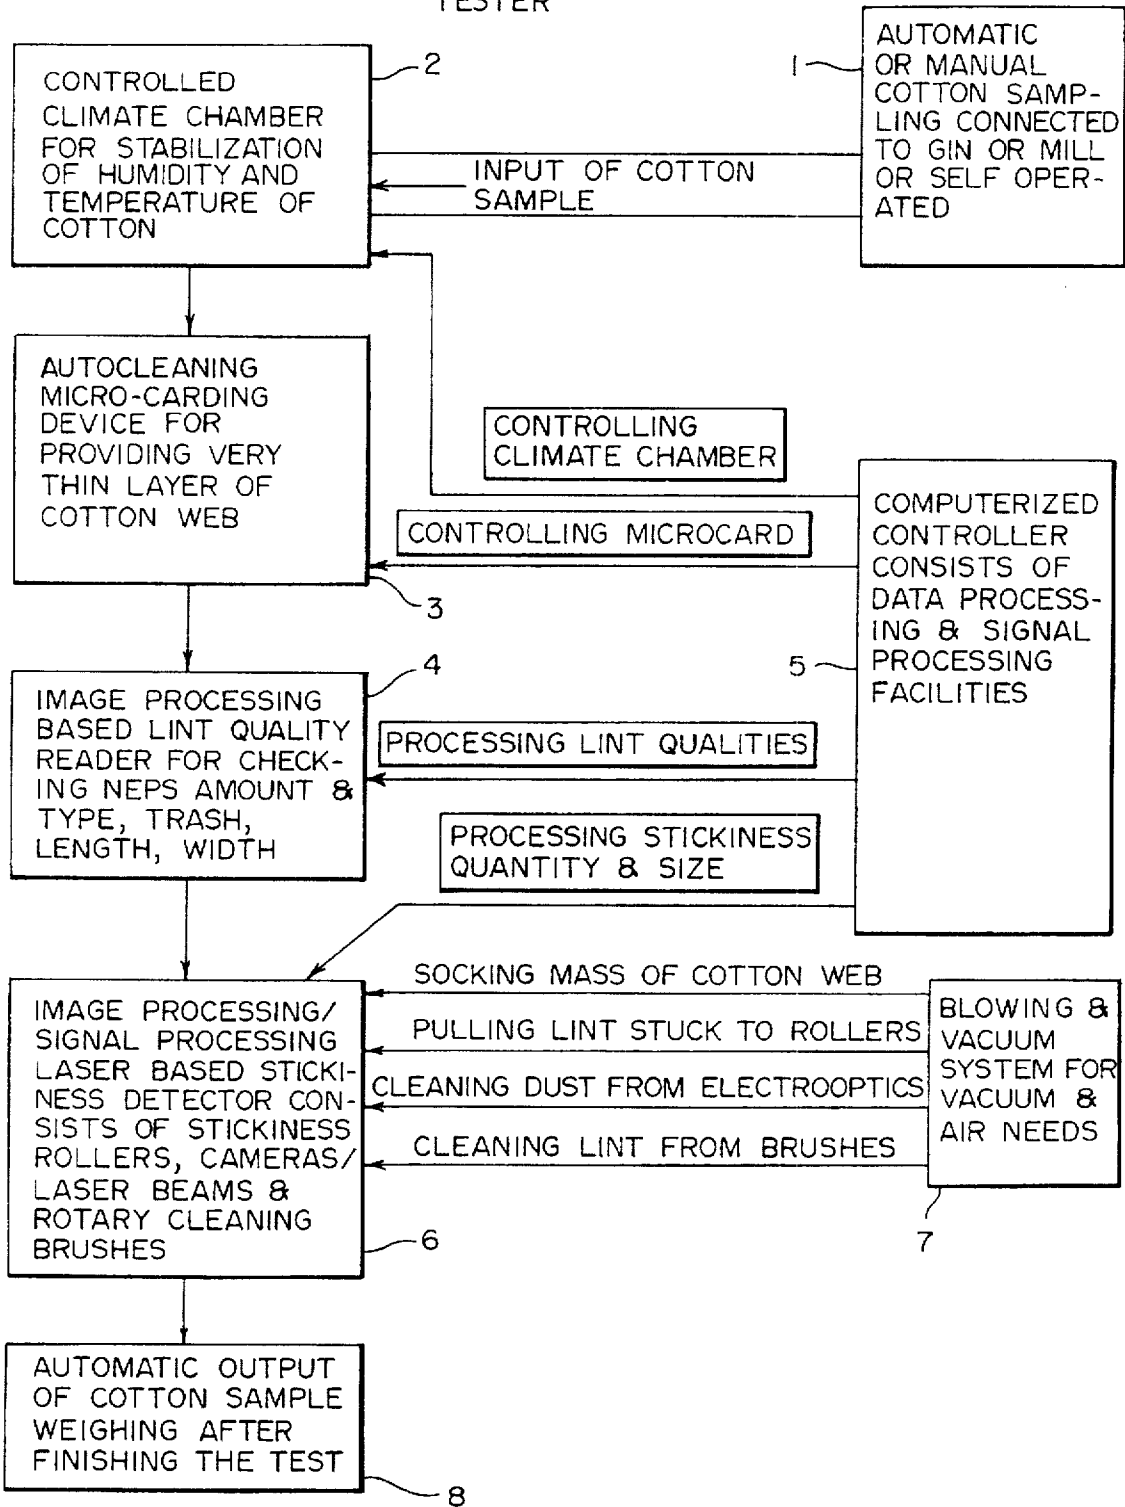 TESTER
CONTROLLED
CLIMATE CHAMBER
FOR STABILIZATION
OF HUMIDITY AND
TEMPERATURE OF
COTTON
2
1
AUTOMATIC
OR MANUAL
COTTON SAMP-
LING CONNECTED
TO GIN OR MILL
OR SELF OPER-
ATED
INPUT OF COTTON
SAMPLE
AUTOCLEANING
MICRO-CARDING
DEVICE FOR
PROVIDING VERY
THIN LAYER OF
COTTON WEB
3
CONTROLLING
CLIMATE CHAMBER
CONTROLLING MICROCARD
COMPUTERIZED
CONTROLLER
CONSISTS OF
DATA PROCESS-
ING & SIGNAL
PROCESSING
FACILITIES
5
4
IMAGE PROCESSING
BASED LINT QUALITY
READER FOR CHECK-
ING NEPS AMOUNT &
TYPE, TRASH,
LENGTH, WIDTH
PROCESSING LINT QUALITIES
PROCESSING STICKINESS
QUANTITY & SIZE
IMAGE PROCESSING/
SIGNAL PROCESSING
LASER BASED STICKI-
NESS DETECTOR CON-
SISTS OF STICKINESS
ROLLERS, CAMERAS/
LASER BEAMS &
ROTARY CLEANING
BRUSHES
6
SOCKING MASS OF COTTON WEB
PULLING LINT STUCK TO ROLLERS
CLEANING DUST FROM ELECTROOPTICS
CLEANING LINT FROM BRUSHES
BLOWING &
VACUUM
SYSTEM FOR
VACUUM &
AIR NEEDS
7
AUTOMATIC OUTPUT
OF COTTON SAMPLE
WEIGHING AFTER
FINISHING THE TEST
8